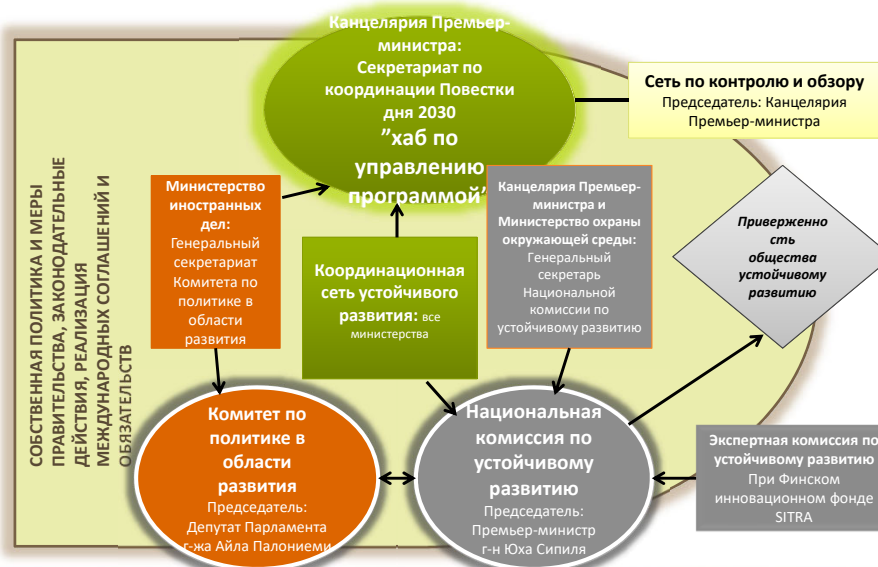 Канцелярия Премьер-
министра:
Секретариат по
координации Повестки
дня 2030
”хаб по
управлению
программой”
Сеть по контролю и обзору
Председатель: Канцелярия
Премьер-министра
СОБСТВЕННАЯ ПОЛИТИКА И МЕРЫ
ПРАВИТЕЛЬСТВА, ЗАКОНОДАТЕЛЬНЫЕ
ДЕЙСТВИЯ, РЕАЛИЗАЦИЯ
МЕЖДУНАРОДНЫХ СОГЛАШЕНИЙ И
ОБЯЗАТЕЛЬСТВ
Министерство
иностранных
дел:
Генеральный
секретариат
Комитета по
политике в
области
развития
Координационная
сеть устойчивого
развития: все
министерства
Канцелярия Премьер-
министра и
Министерство охраны
окружающей среды:
Генеральный
секретарь
Национальной
комиссии по
устойчивому развитию
Приверженно
сть
общества
устойчивому
развитию
Комитет по
политике в
области
развития
Председатель:
Депутат Парламента
г-жа Айла Палониеми
Национальная
комиссия по
устойчивому
развитию
Председатель:
Премьер-министр
г-н Юха Сипиля
Экспертная комиссия по
устойчивому развитию
При Финском
инновационном фонде
SITRA